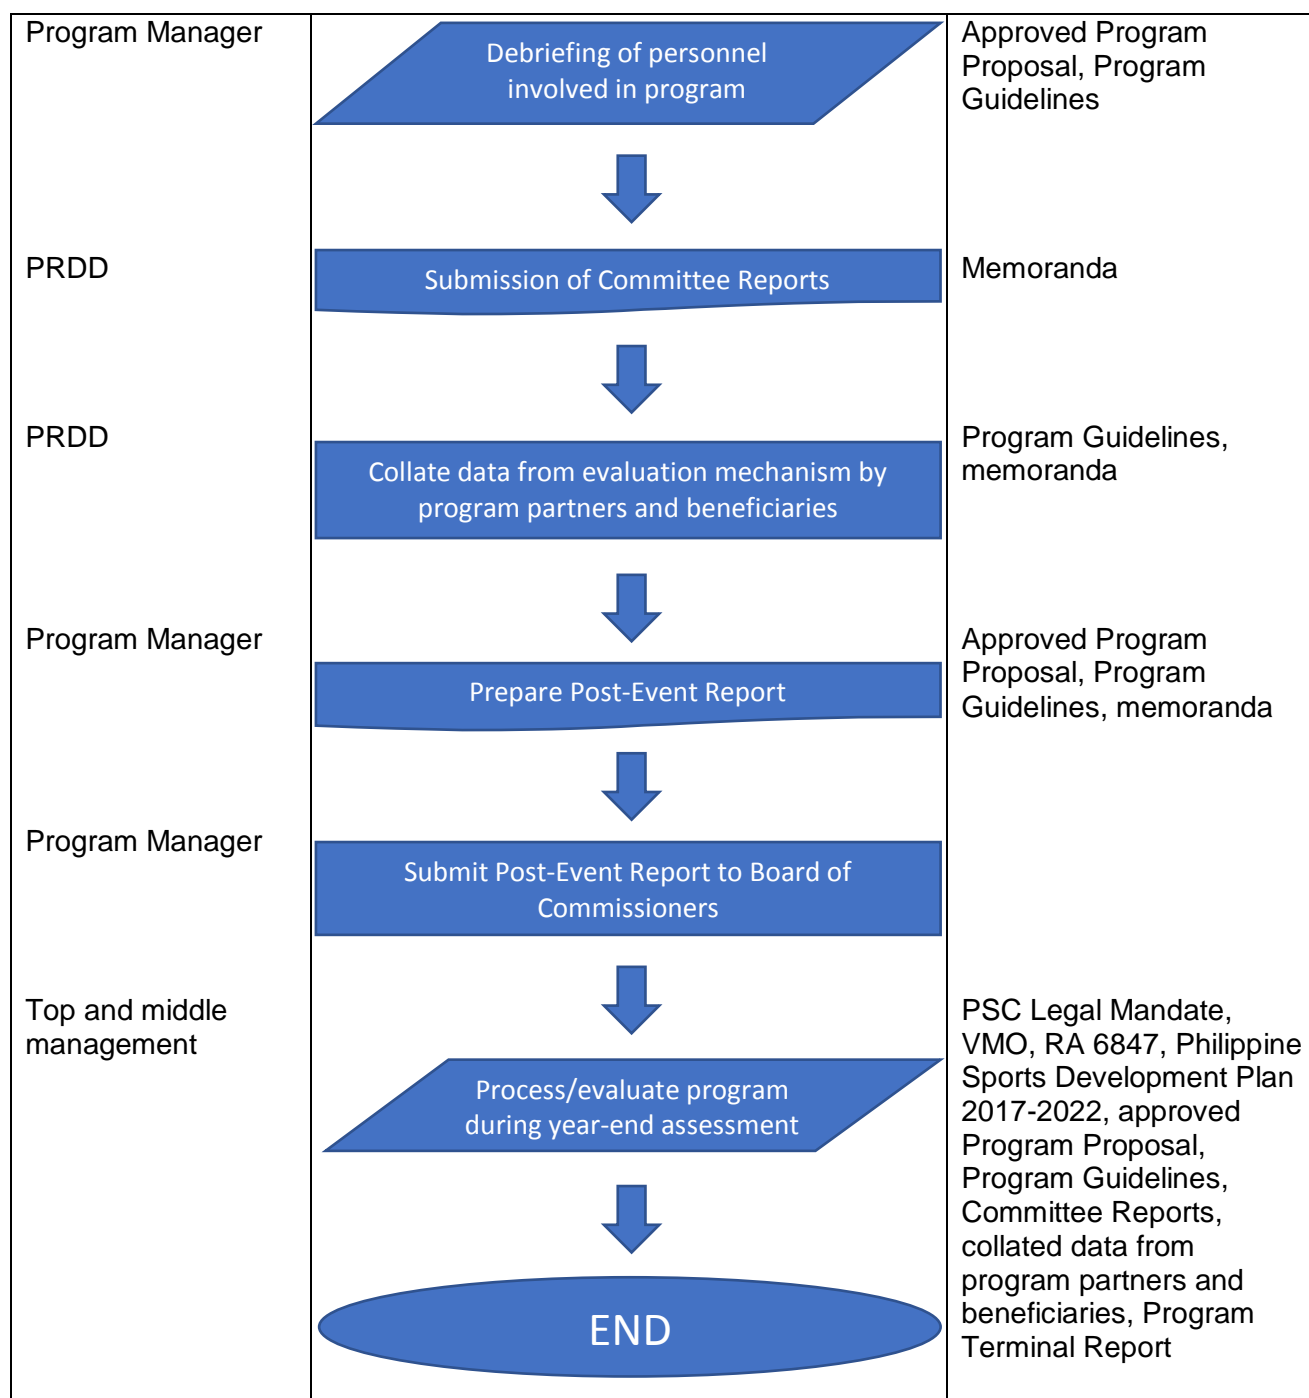 Program Manager
Debriefing of personnel
involved in program
Approved Program
Proposal, Program
Guidelines
PRDD
Submission of Committee Reports
Memoranda
PRDD
Collate data from evaluation mechanism by
program partners and beneficiaries
Program Guidelines,
memoranda
Program Manager
Prepare Post-Event Report
Approved Program
Proposal, Program
Guidelines, memoranda
Program Manager
Submit Post-Event Report to Board of
Commissioners
Top and middle
management
Process/evaluate program
during year-end assessment
PSC Legal Mandate,
VMO, RA 6847, Philippine
Sports Development Plan
2017-2022, approved
Program Proposal,
Program Guidelines,
Committee Reports,
collated data from
program partners and
beneficiaries, Program
Terminal Report
END